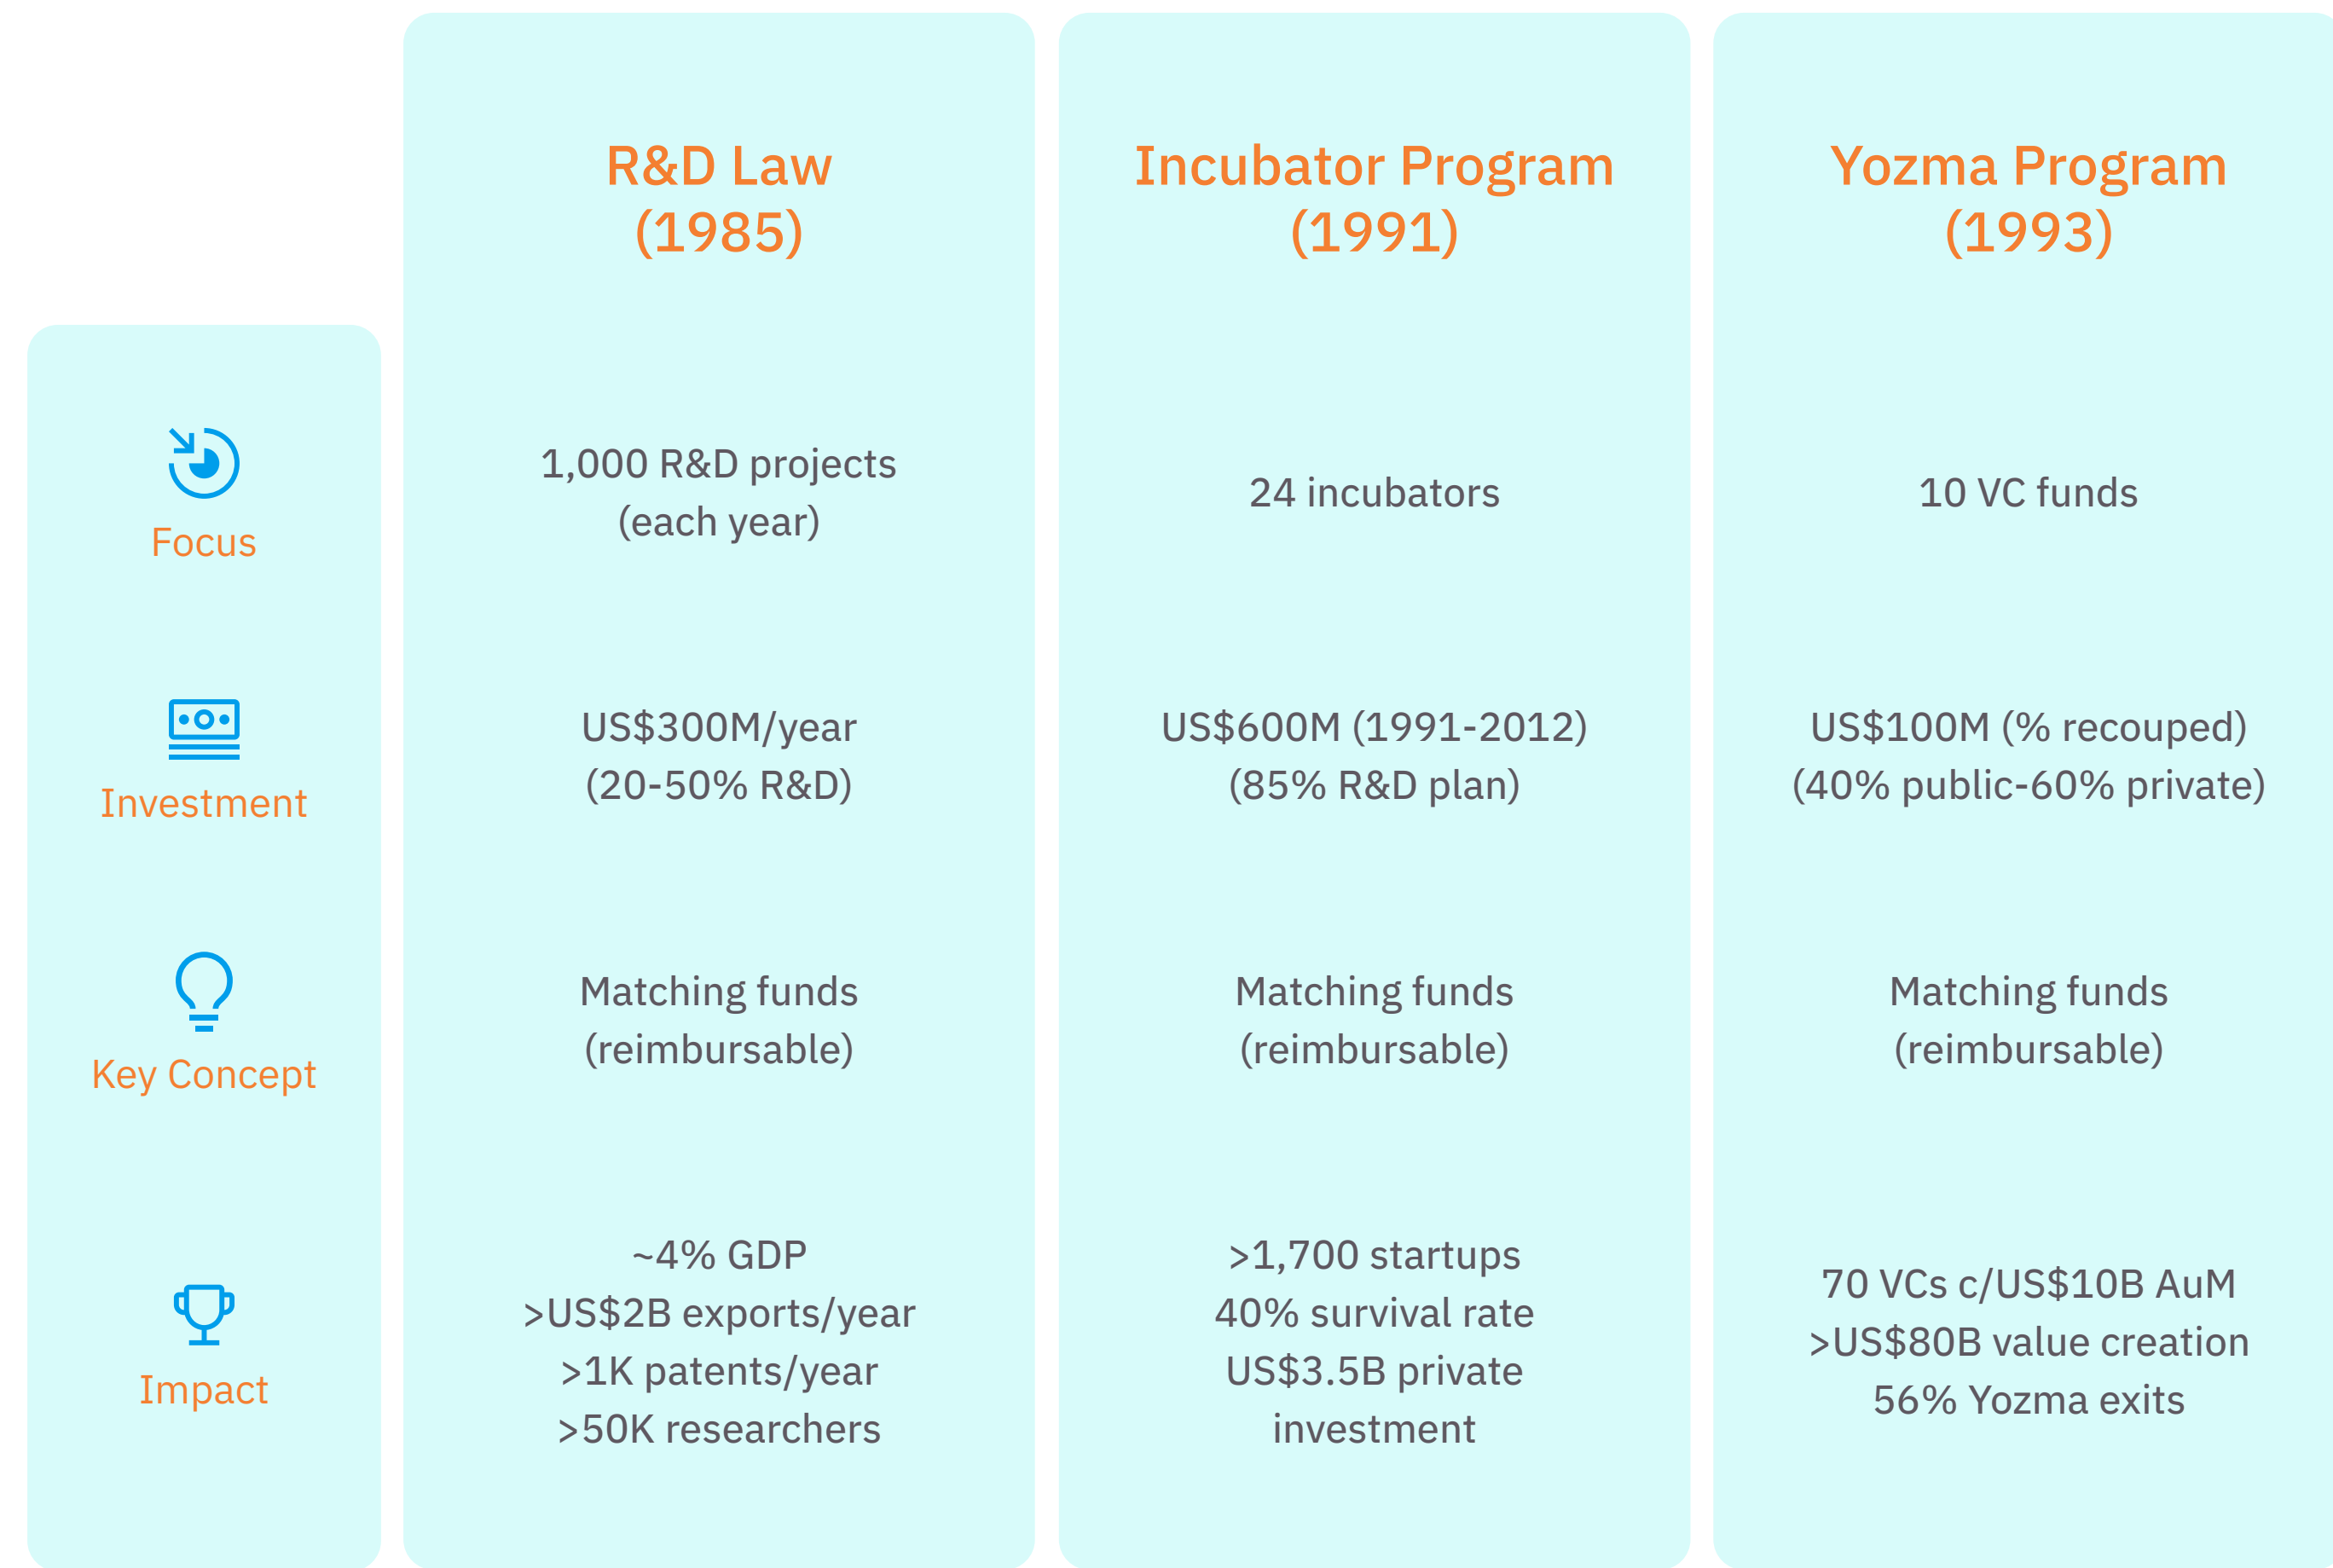 R&D Law
(1985)
Incubator Program
(1991)
Yozma Program
(1993)
Focus
1,000 R&D projects
(each year)
24 incubators
10 VC funds
Investment
US$300M/year
(20-50% R&D)
US$600M (1991-2012)
(85% R&D plan)
US$100M (% recouped)
(40% public-60% private)
Key Concept
Matching funds
(reimbursable)
Matching funds
(reimbursable)
Matching funds
(reimbursable)
Impact
~4% GDP
>US$2B exports/year
>1K patents/year
>50K researchers
>1,700 startups
40% survival rate
US$3.5B private
investment
70 VCs c/US$10B AuM
>US$80B value creation
56% Yozma exits